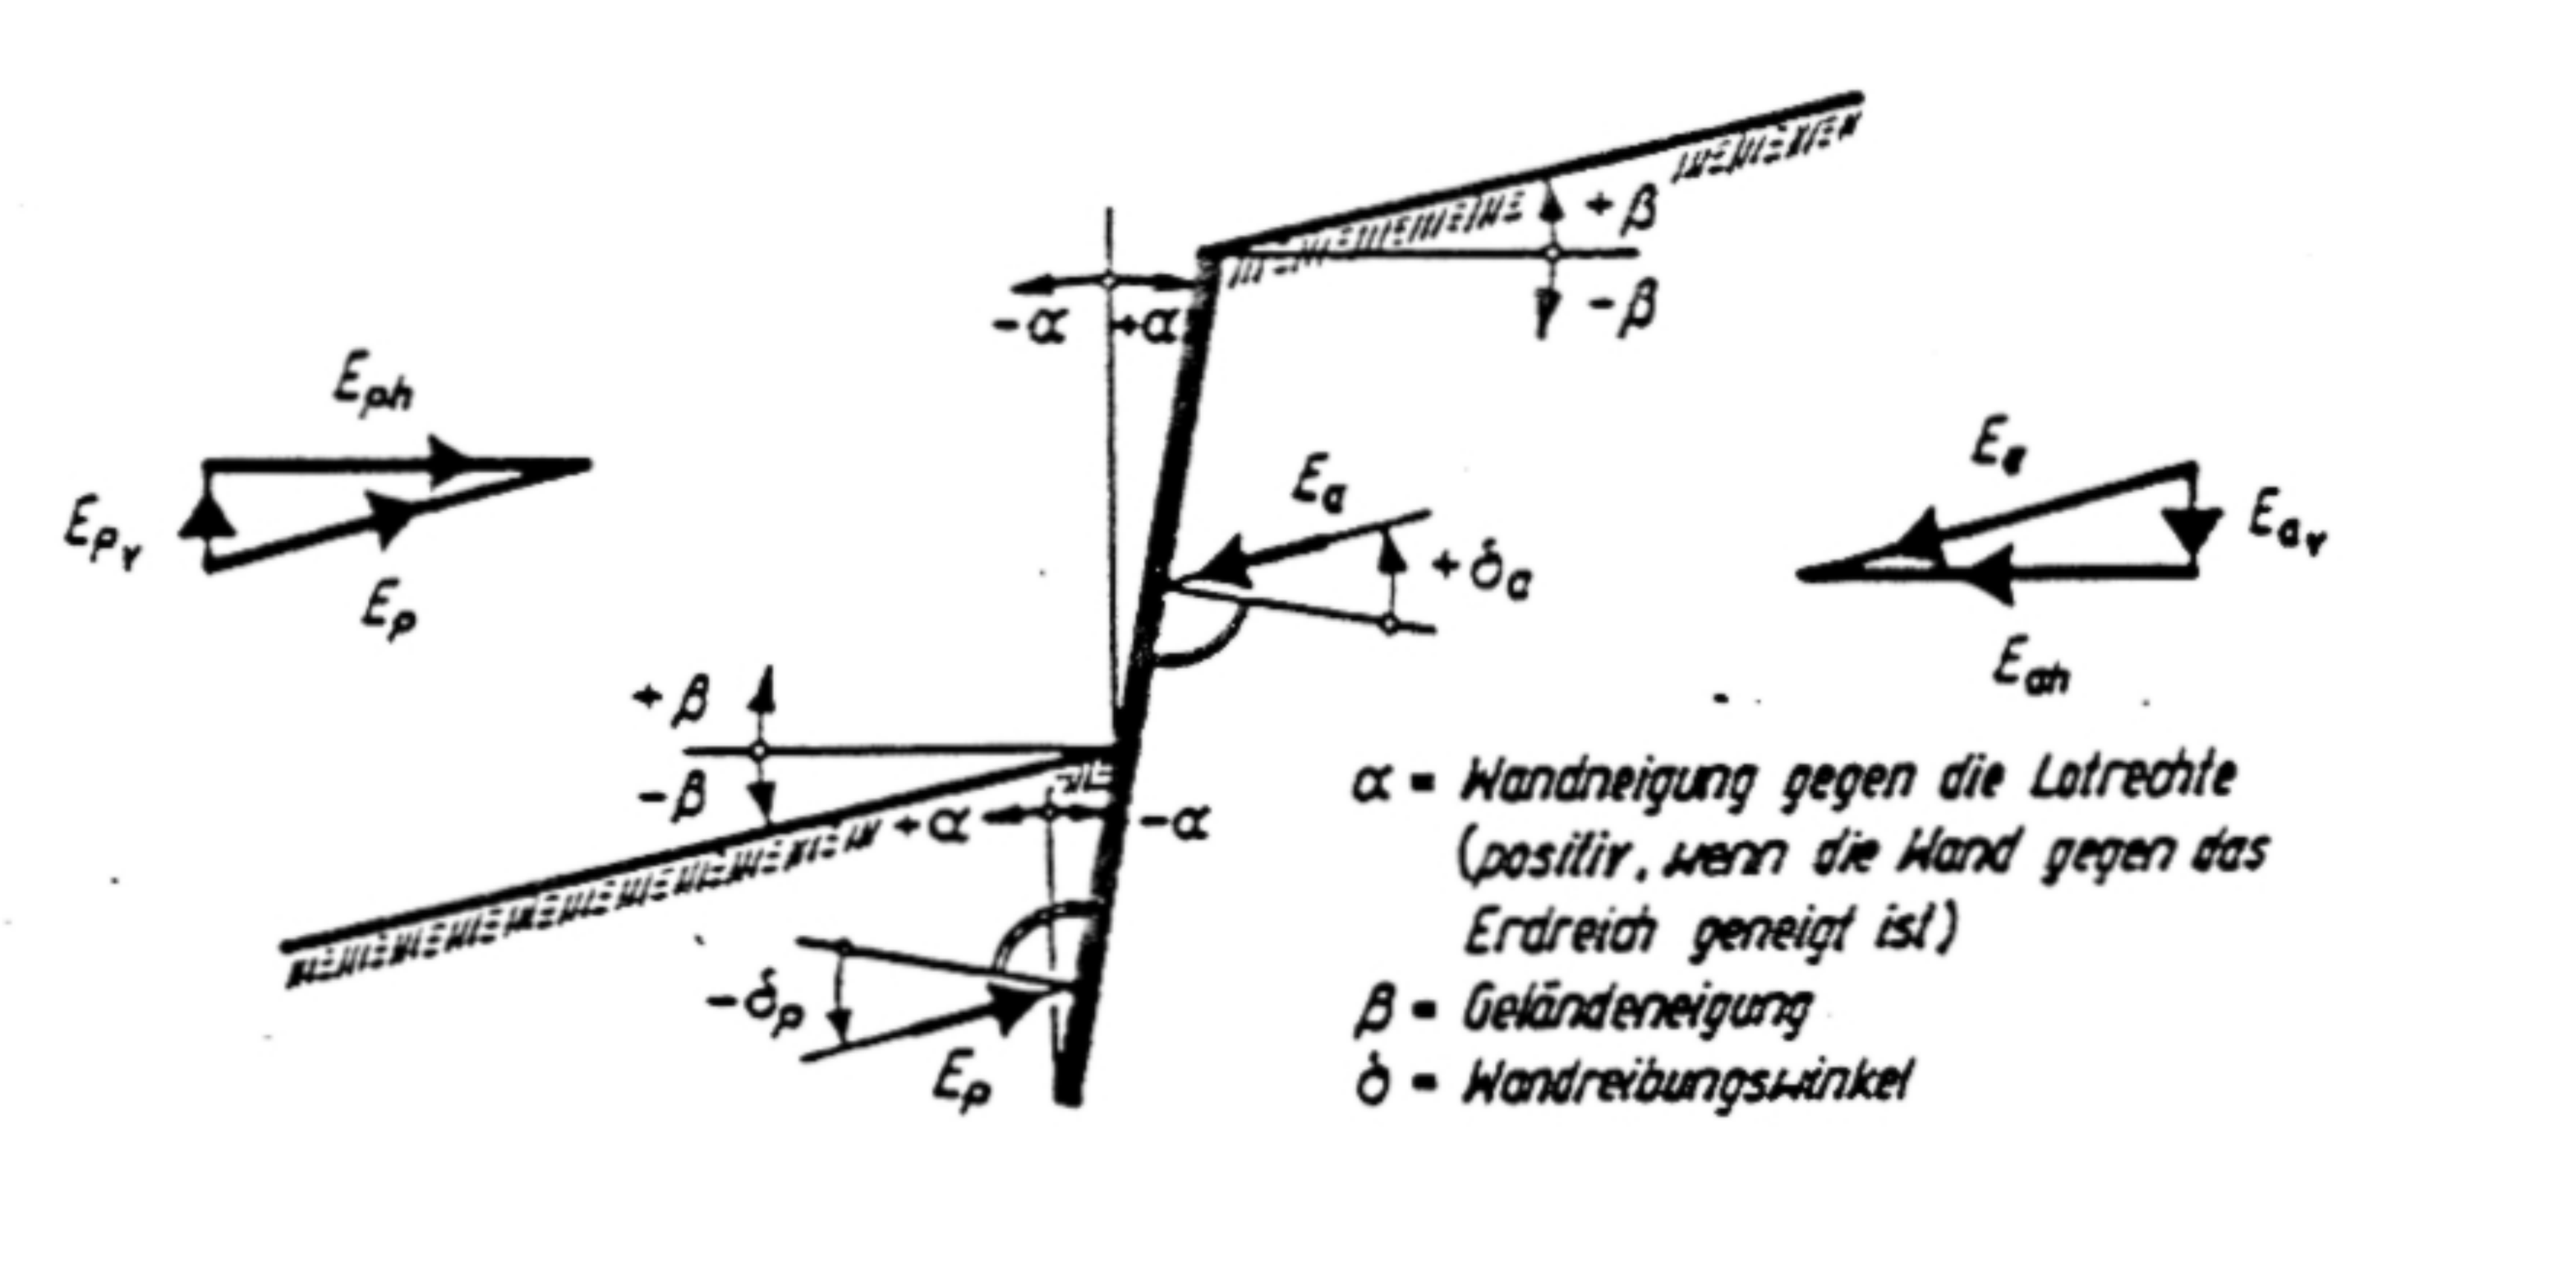 +β
-β
-α +α
Eph
Epv
Ep
Ea
+δa
Ea
Eav
Eah
+β
-β
+α
-α
-δp
Ep
α = Wandneigung gegen die Lotrechte
(positiv, wenn die Wand gegen das
Erdreich geneigt ist)
β = Geländeneigung
δ = Wandreibungswinkel